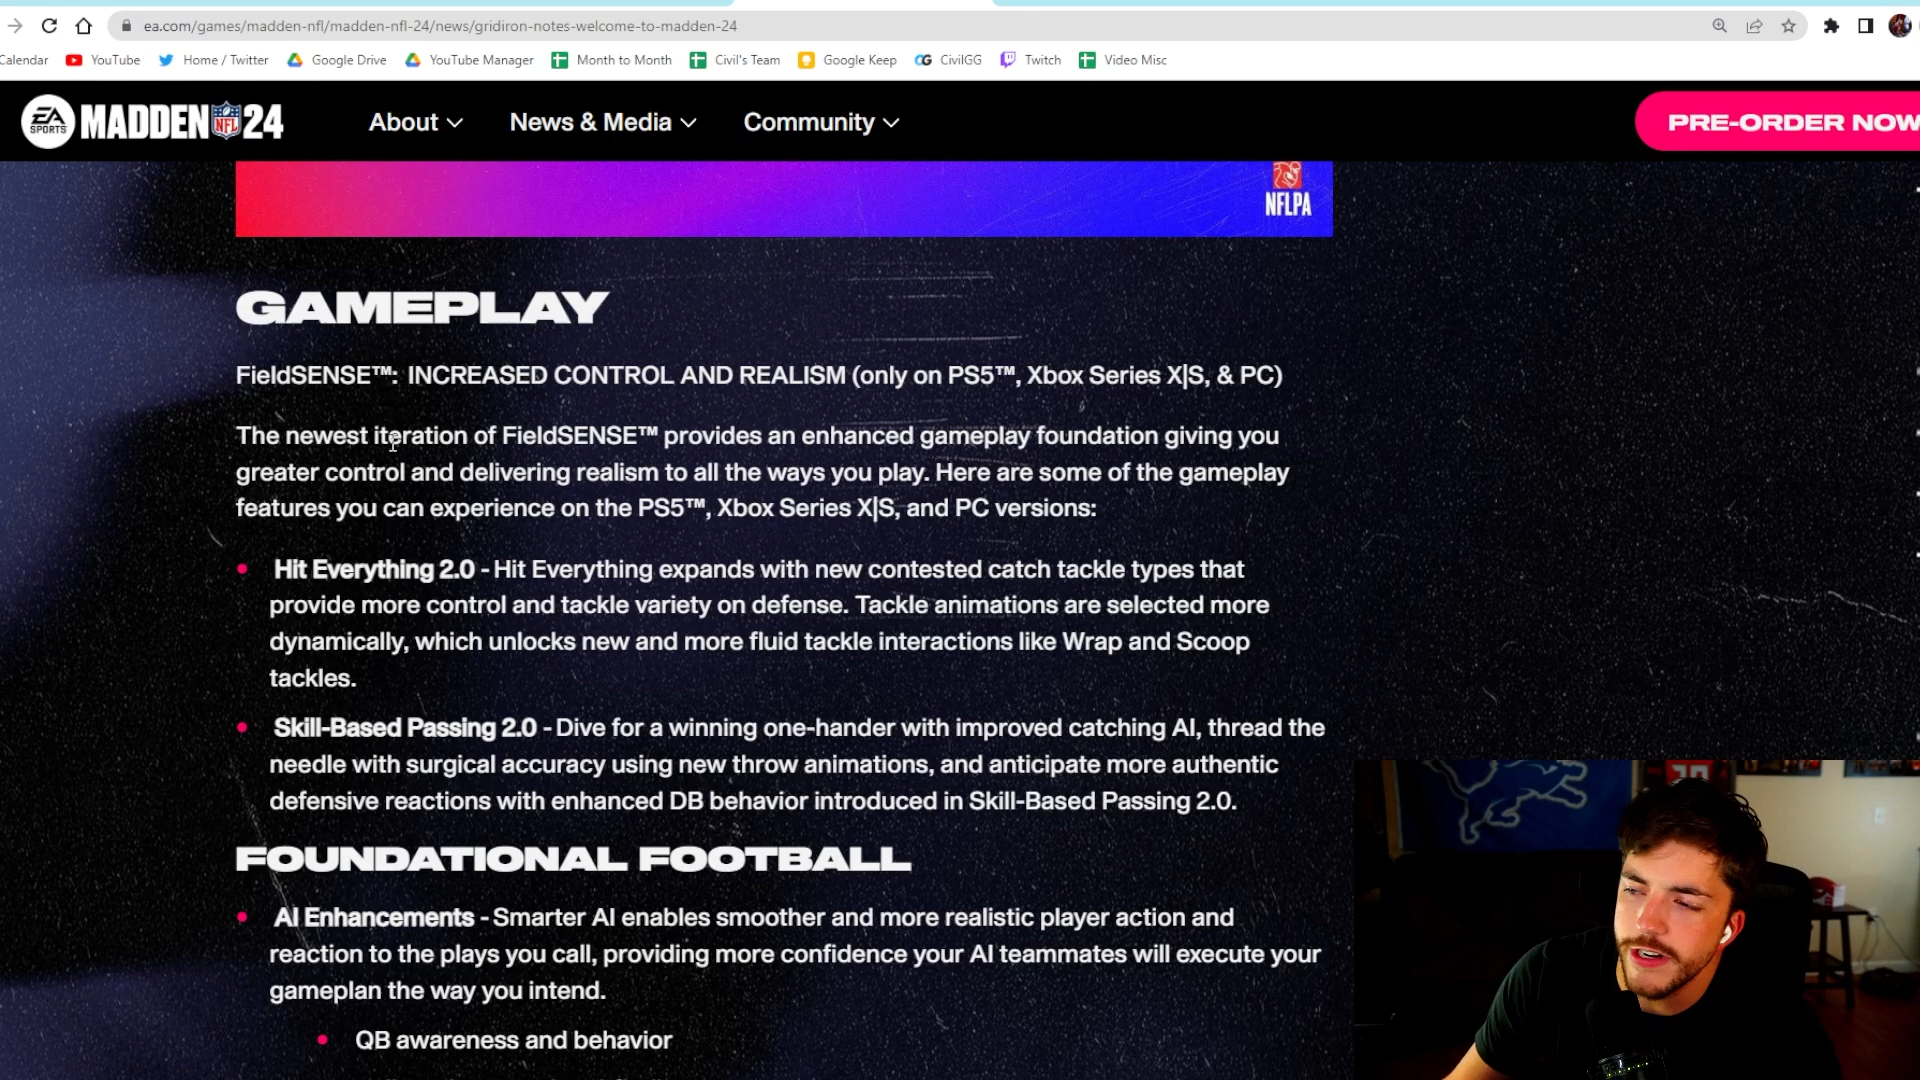 ea.com/games/madden-nfl/madden-nfl-24/news/gridiron-notes-welcome-to-madden-24
Calendar YouTube Home / Twitter Google Drive YouTube Manager Month to Month Civil's Team Google Keep CivilGG Twitch Video Misc
EA SPORTS MADDEN NFL 24 About News & Media Community PRE-ORDER NOW
NFLPA
GAMEPLAY
FieldSENSE™: INCREASED CONTROL AND REALISM (only on PS5™, Xbox Series X|S, & PC)
The newest iteration of FieldSENSE™ provides an enhanced gameplay foundation giving you
greater control and delivering realism to all the ways you play. Here are some of the gameplay
features you can experience on the PS5™, Xbox Series X|S, and PC versions:
• Hit Everything 2.0 - Hit Everything expands with new contested catch tackle types that
provide more control and tackle variety on defense. Tackle animations are selected more
dynamically, which unlocks new and more fluid tackle interactions like Wrap and Scoop
tackles.
• Skill-Based Passing 2.0 - Dive for a winning one-hander with improved catching AI, thread the
needle with surgical accuracy using new throw animations, and anticipate more authentic
defensive reactions with enhanced DB behavior introduced in Skill-Based Passing 2.0.
FOUNDATIONAL FOOTBALL
• AI Enhancements - Smarter AI enables smoother and more realistic player action and
reaction to the plays you call, providing more confidence your AI teammates will execute your
gameplan the way you intend.
• QB awareness and behavior